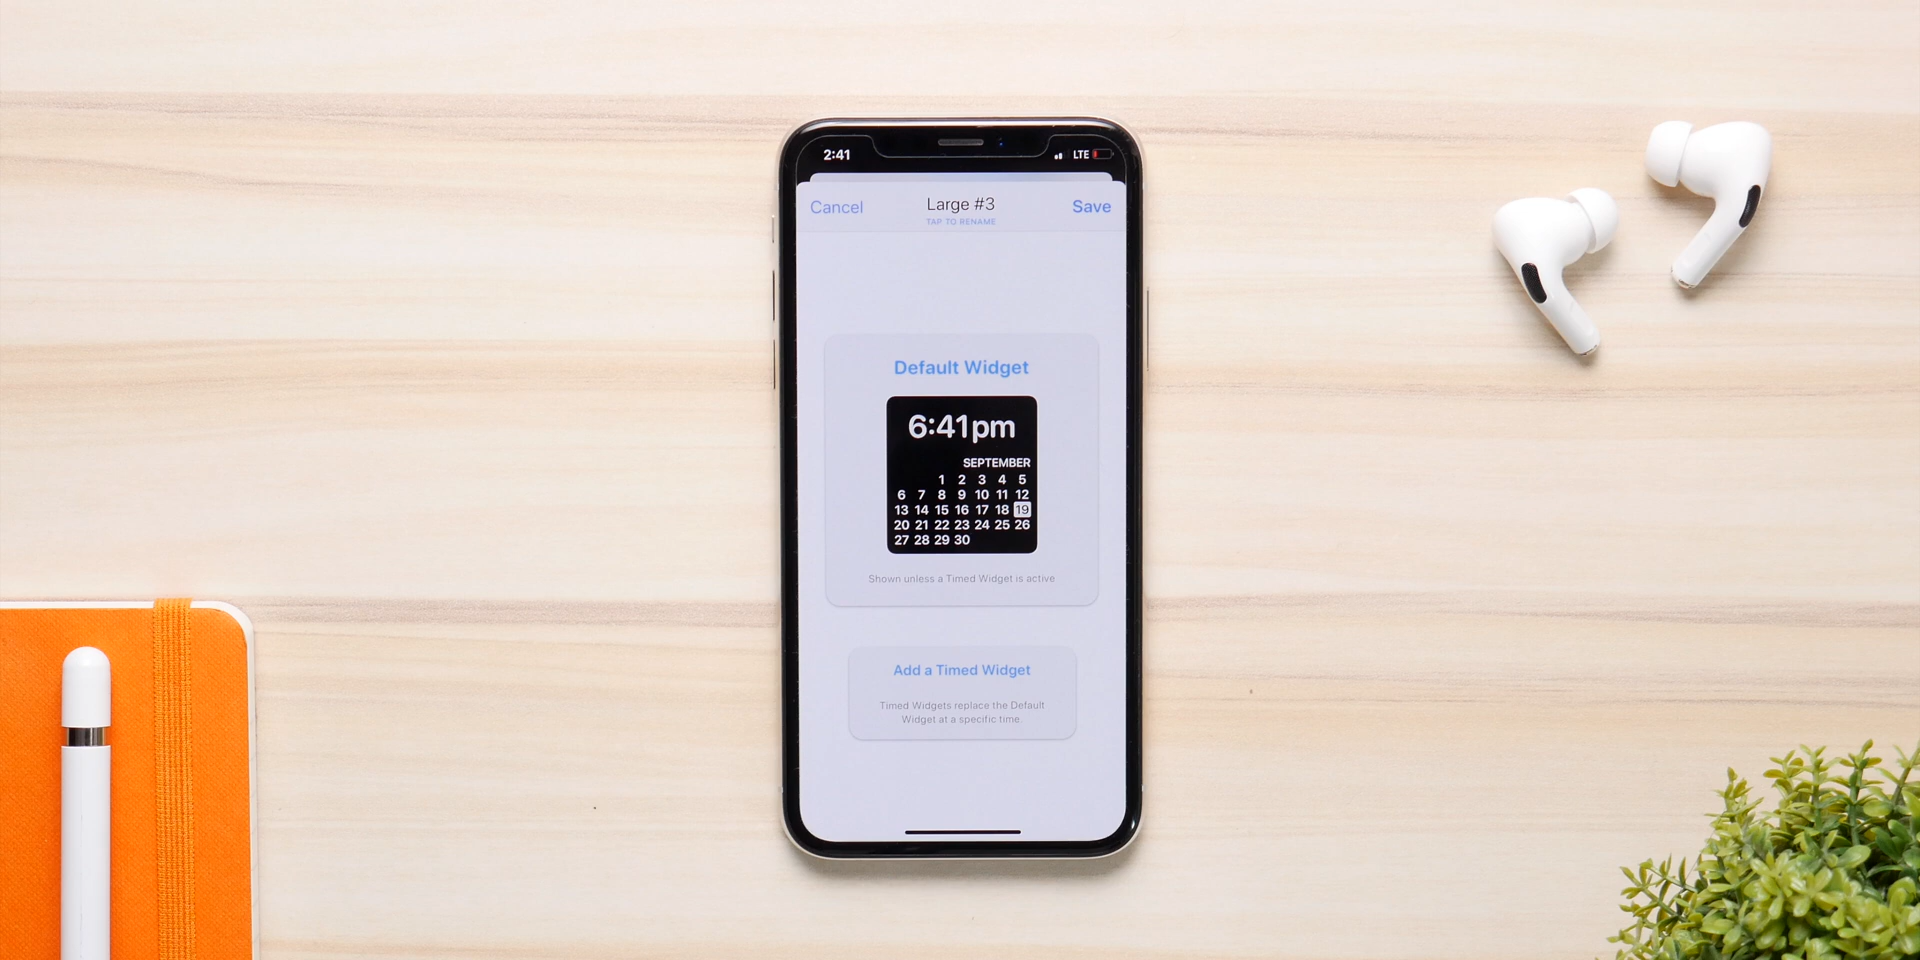 2:41 LTE
Cancel Large #3 Save
TAP TO RENAME
Default Widget
6:41pm
SEPTEMBER
1 2 3 4 5
6 7 8 9 10 11 12
13 14 15 16 17 18 19
20 21 22 23 24 25 26
27 28 29 30
Shown unless a Timed Widget is active
Add a Timed Widget
Timed Widgets replace the Default
Widget at a specific time.